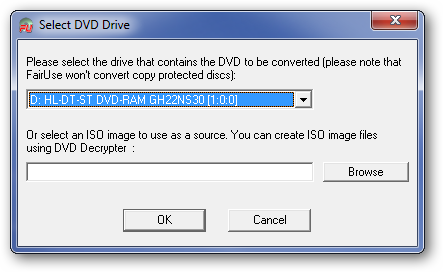 Select DVD Drive
Please select the drive that contains the DVD to be converted (please note that
FairUse won't convert copy protected discs):
D: HL-DT-ST DVD-RAM GH22NS30 [1:0:0]
Or select an ISO image to use as a source. You can create ISO image files
using DVD Decrypter :
Browse
OK
Cancel